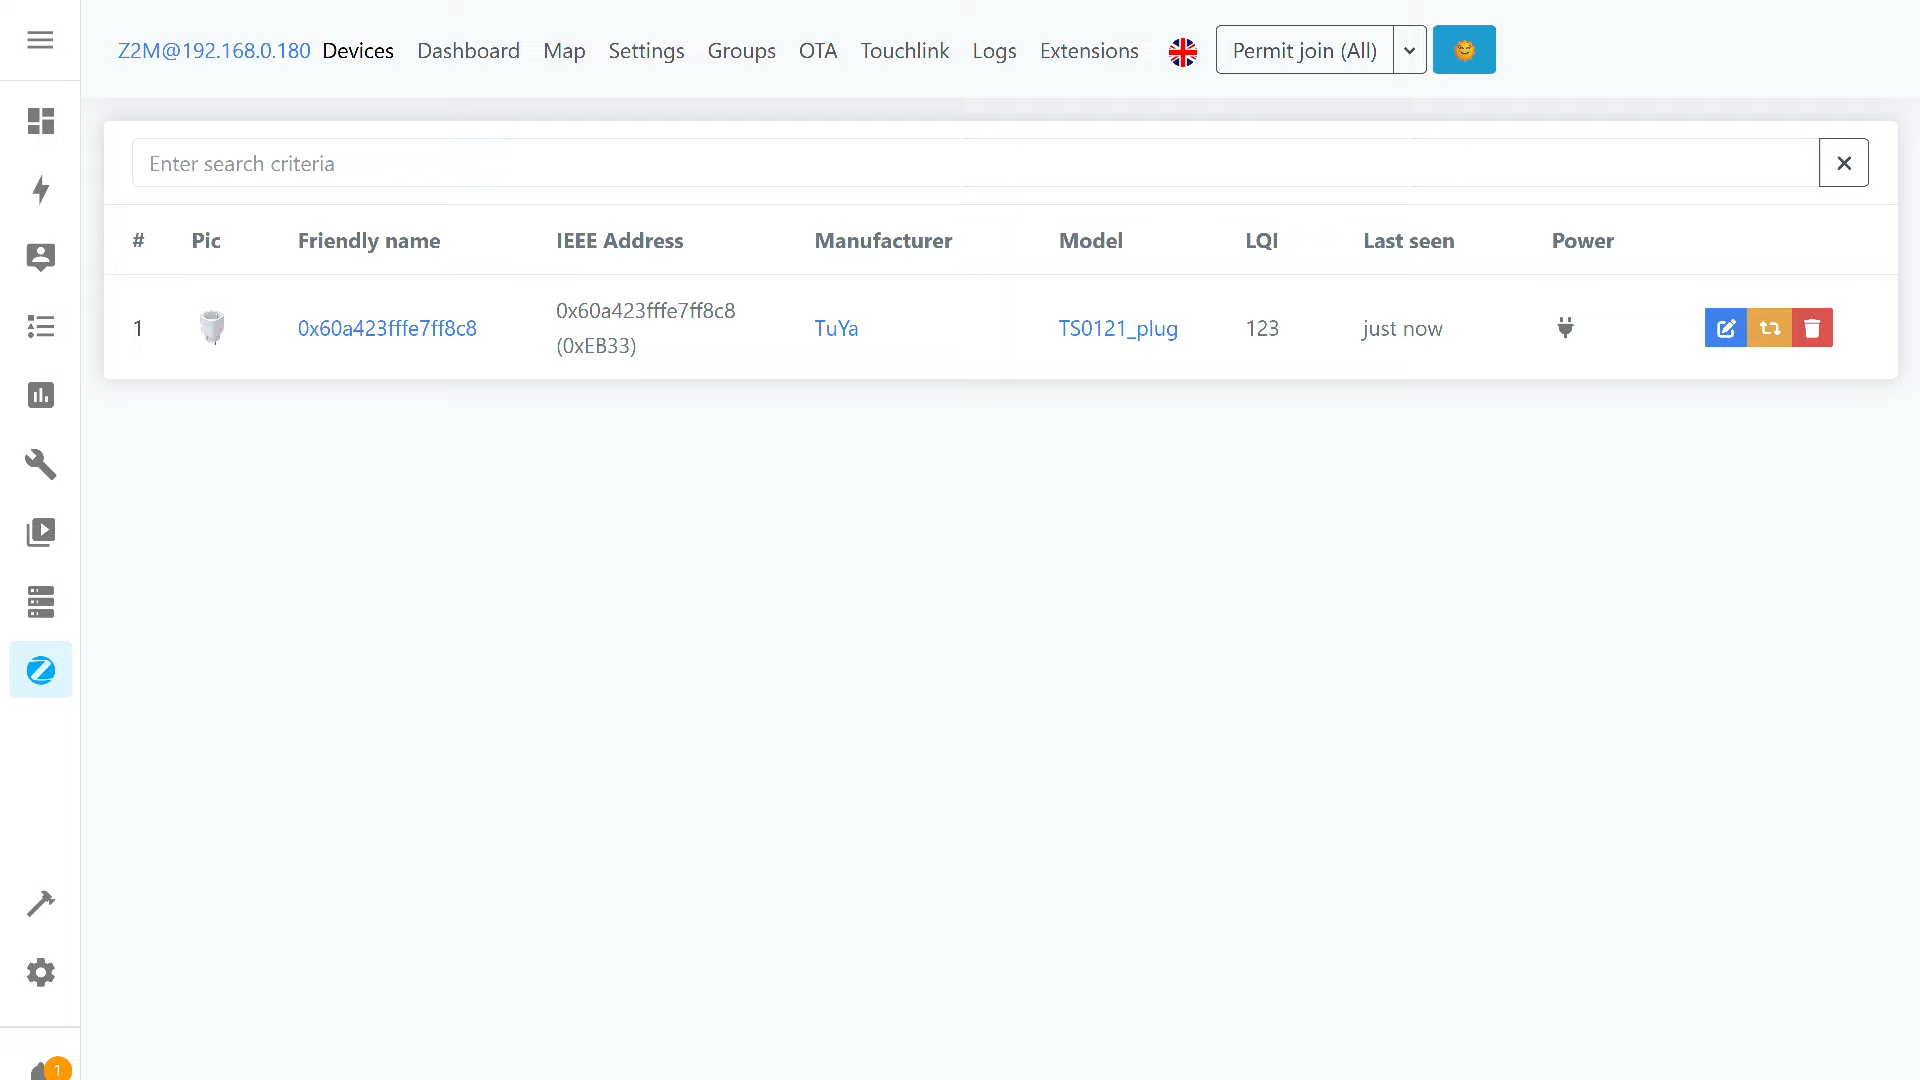 Z2M@192.168.0.180 Devices Dashboard Map Settings Groups OTA Touchlink Logs Extensions Permit join (All)
Enter search criteria
# Pic Friendly name IEEE Address Manufacturer Model LQI Last seen Power
1 0x60a423fffe7ff8c8 0x60a423fffe7ff8c8 TuYa TS0121_plug 123 just now
(0xEB33)
1